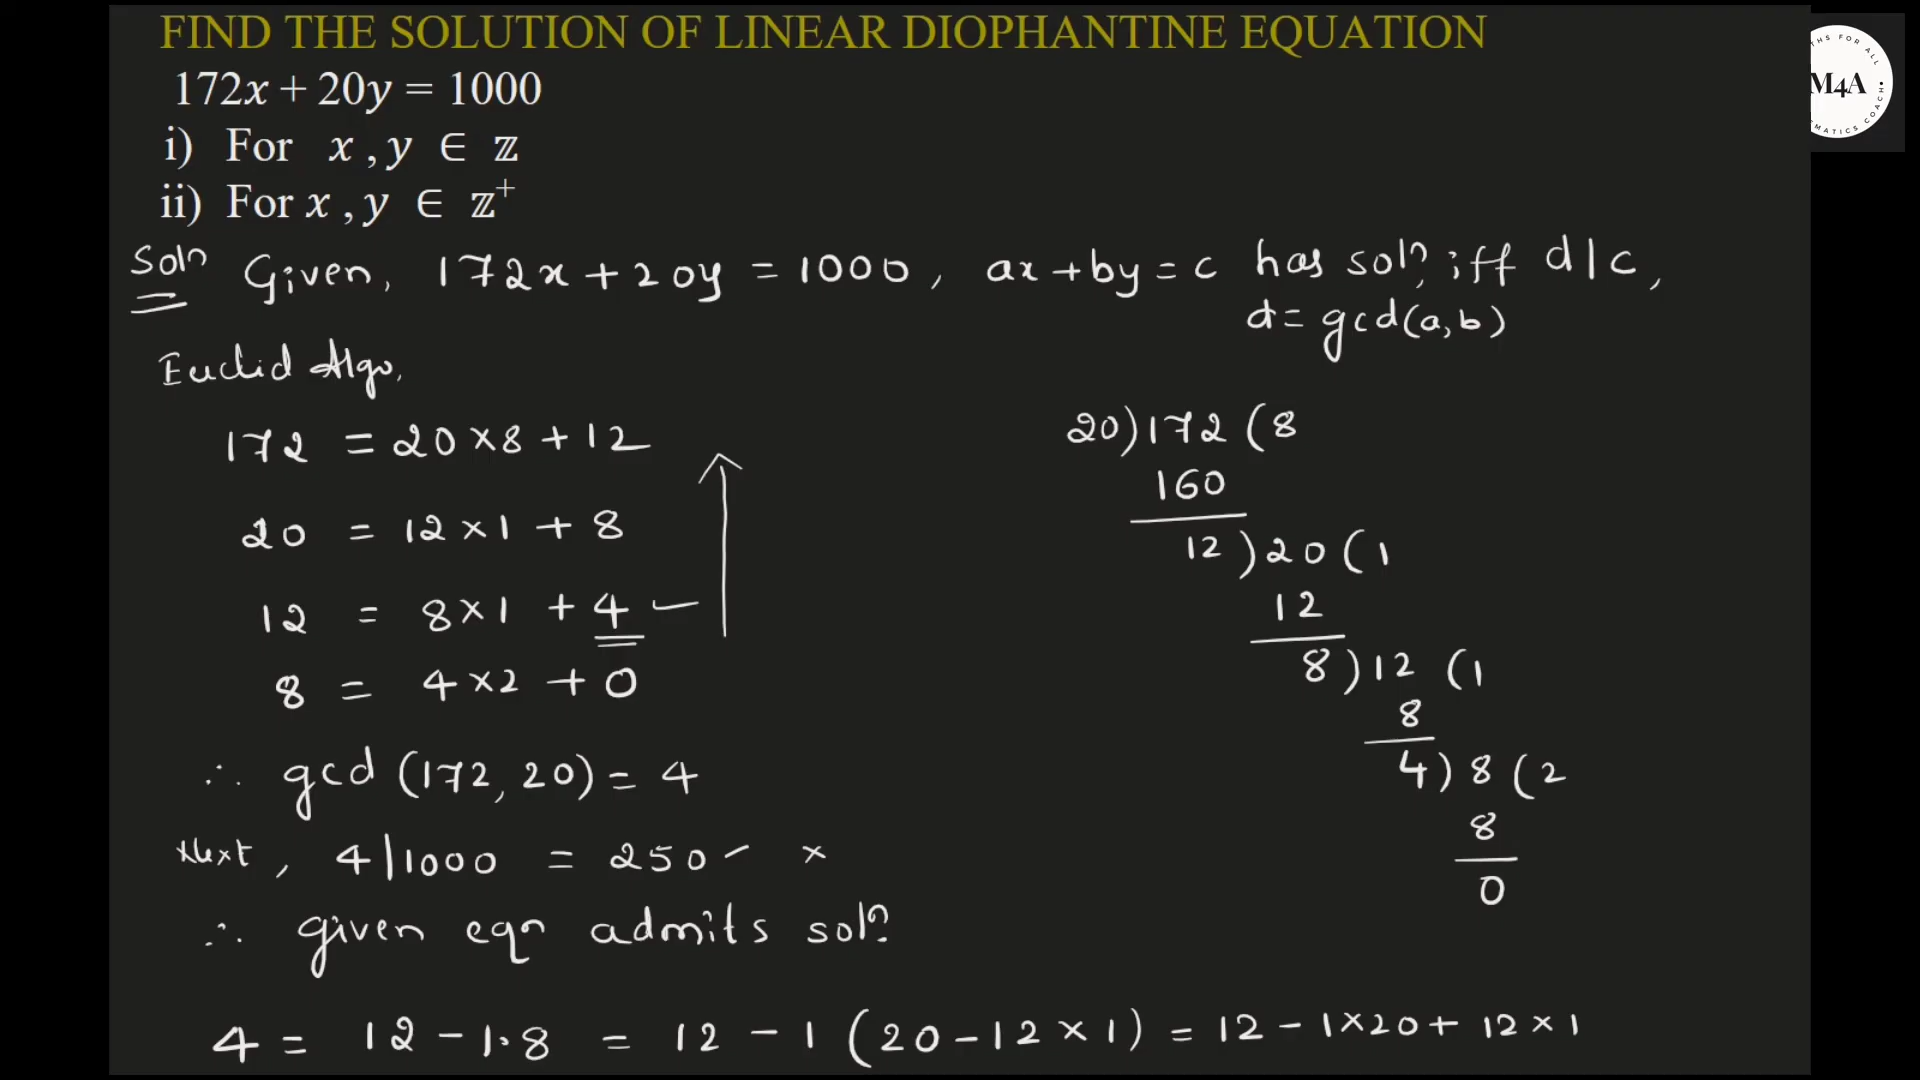 FIND THE SOLUTION OF LINEAR DIOPHANTINE EQUATION
172x + 20y = 1000
i) For x , y ∈ ℤ
ii) For x , y ∈ ℤ⁺
Solⁿ Given, 172x + 20y = 1000, ax + by = c has solⁿ iff d|c,
d = gcd(a,b)
Euclid Algo.
172 = 20×8 + 12
20 = 12×1 + 8
12 = 8×1 + 4
8 = 4×2 + 0
∴ gcd (172, 20) = 4
Next, 4|1000 = 250 – ×
∴ given eqn admits solⁿ
20)172(8
160
12)20(1
12
8)12(1
8
4)8(2
8
0
4 = 12 – 1·8 = 12 – 1(20–12×1) = 12 – 1×20 + 12×1
M4A